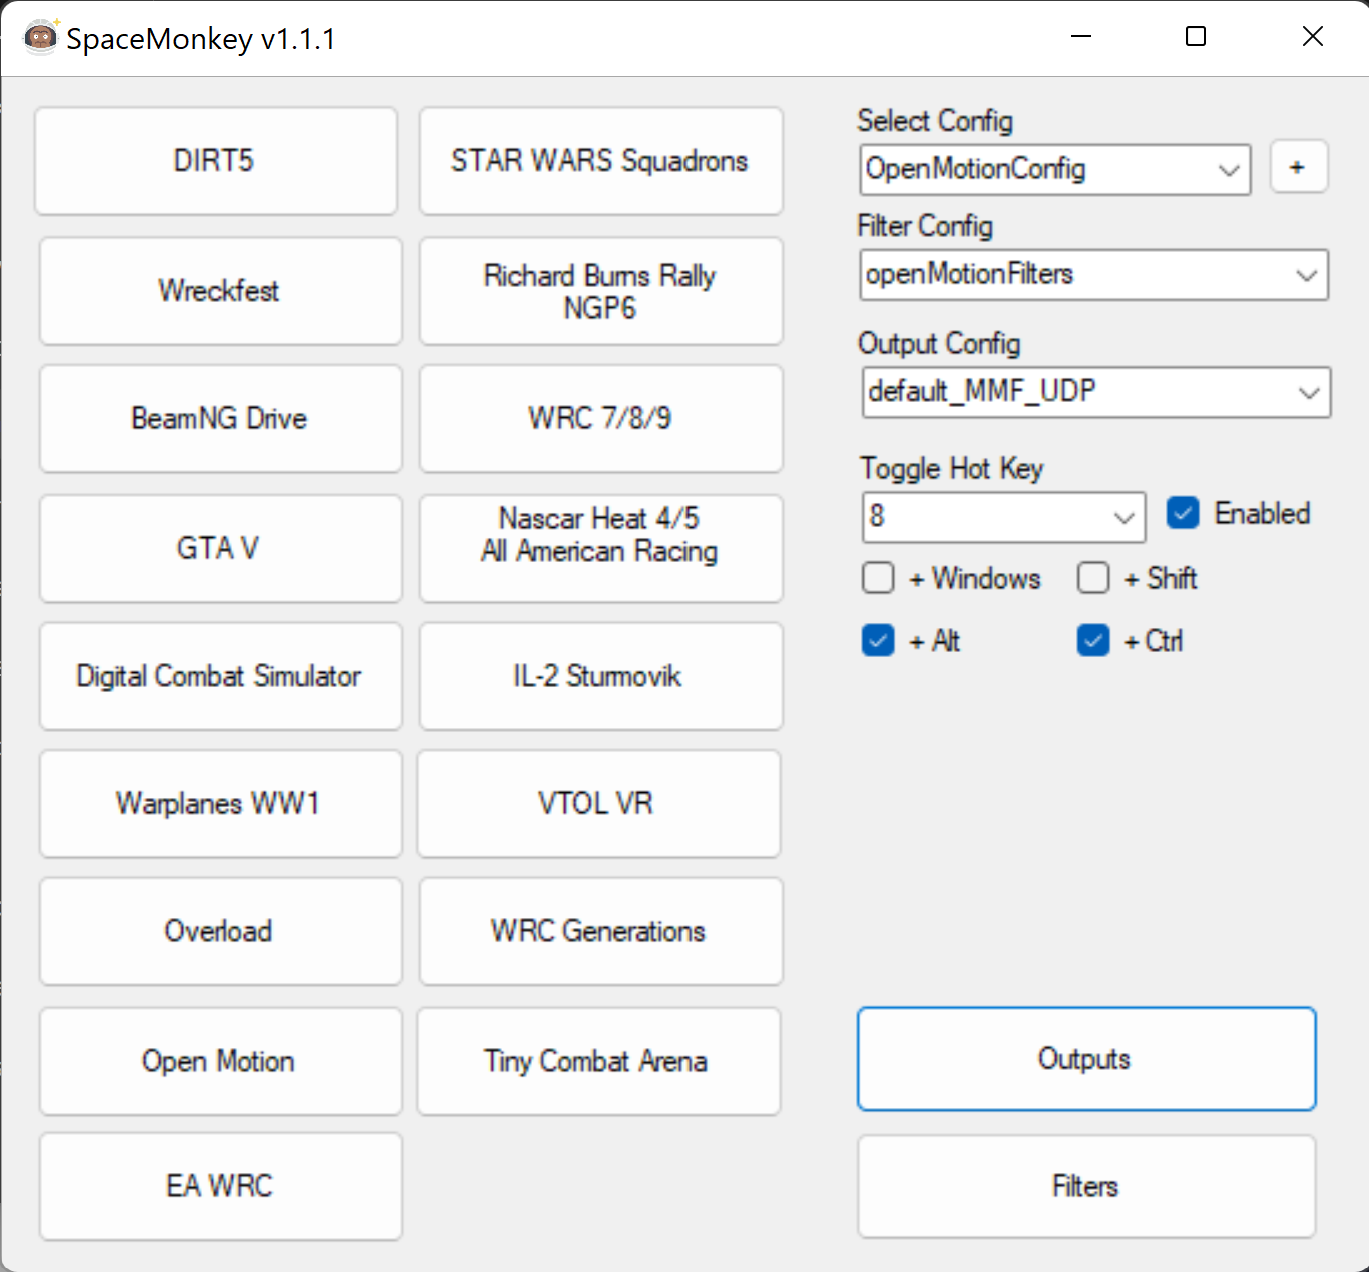 SpaceMonkey v1.1.1
DIRT5
STAR WARS Squadrons
Wreckfest
Richard Burns Rally
NGP6
BeamNG Drive
WRC 7/8/9
GTA V
Nascar Heat 4/5
All American Racing
Digital Combat Simulator
IL-2 Sturmovik
Warplanes WW1
VTOL VR
Overload
WRC Generations
Open Motion
Tiny Combat Arena
EA WRC
Select Config
OpenMotionConfig
+
Filter Config
openMotionFilters
Output Config
default_MMF_UDP
Toggle Hot Key
8
Enabled
+ Windows
+ Shift
+ Alt
+ Ctrl
Outputs
Filters